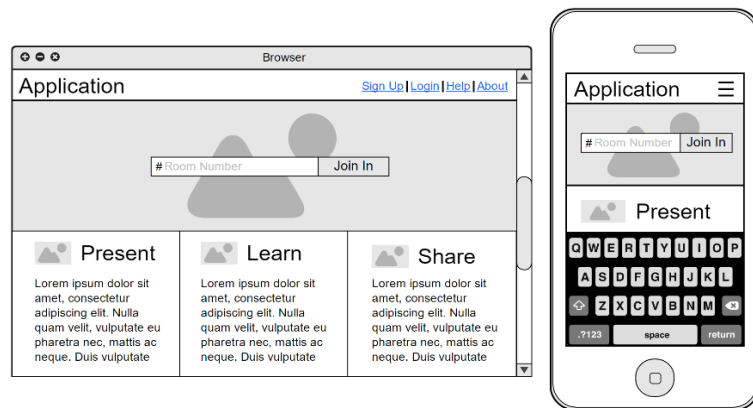 Browser
Application
Sign Up | Login | Help | About
# Room Number Join In
Present
Lorem ipsum dolor sit
amet, consectetur
adipiscing elit. Nulla
quam velit, vulputate eu
pharetra nec, mattis ac
neque. Duis vulputate
Learn
Lorem ipsum dolor sit
amet, consectetur
adipiscing elit. Nulla
quam velit, vulputate eu
pharetra nec, mattis ac
neque. Duis vulputate
Share
Lorem ipsum dolor sit
amet, consectetur
adipiscing elit. Nulla
quam velit, vulputate eu
pharetra nec, mattis ac
neque. Duis vulputate
Application
# Room Number Join In
Present
Q W E R T Y U I O P
A S D F G H J K L
Z X C V B N M
.?123 space return